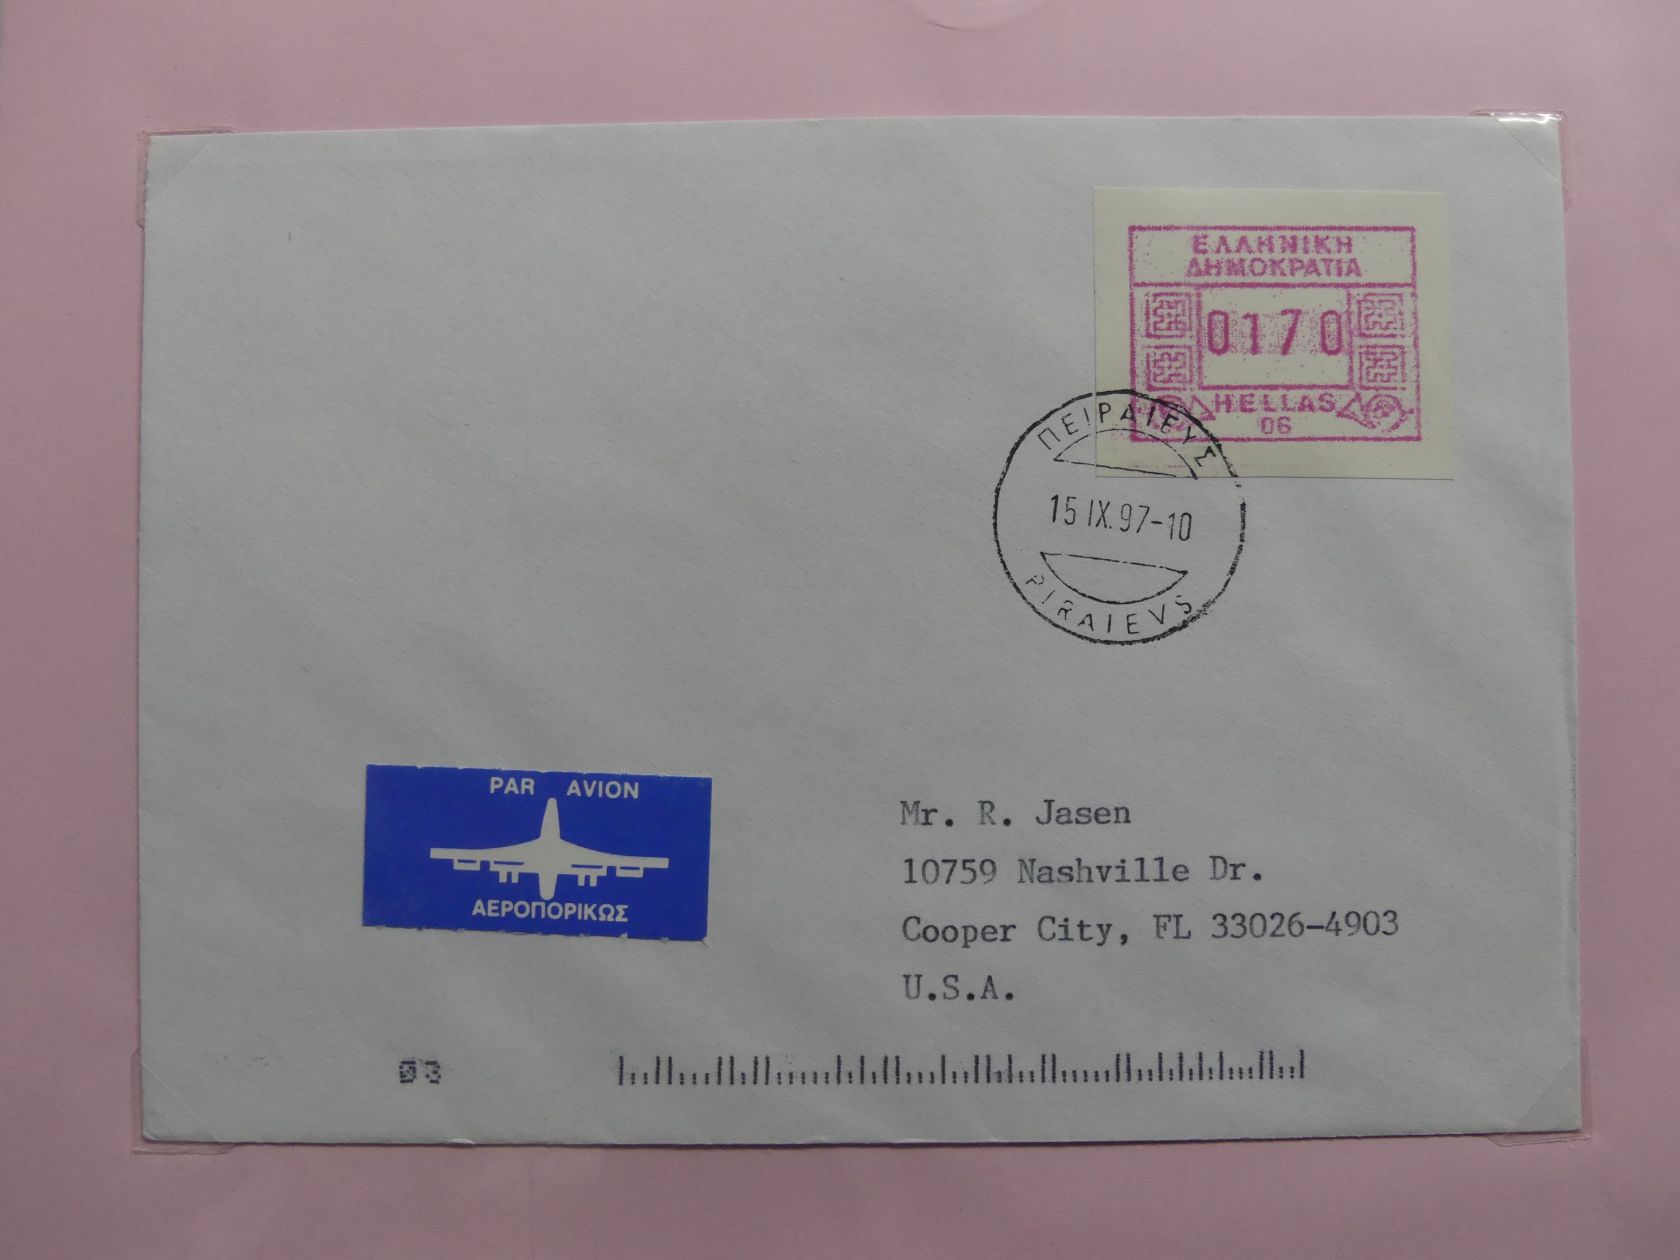 ΕΛΛΗΝΙΚΗ
ΔΗΜΟΚΡΑΤΙΑ
0170
HELLAS
06
ΠΕΙΡΑΙΕΥΣ
15 IX.97-10
PIRAIEVS
PAR AVION
ΑΕΡΟΠΟΡΙΚΩΣ
Mr. R. Jasen
10759 Nashville Dr.
Cooper City, FL 33026-4903
U.S.A.
03